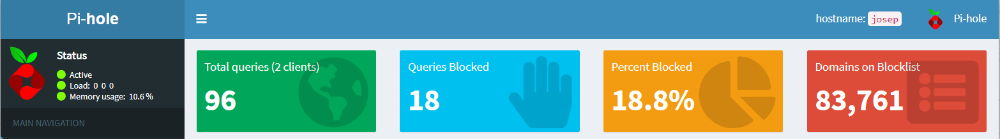 Pi-hole
hostname: josep
Pi-hole
Status
Active
Load: 0 0 0
Memory usage: 10.6 %
MAIN NAVIGATION
Total queries (2 clients)
96
Queries Blocked
18
Percent Blocked
18.8%
Domains on Blocklist
83,761